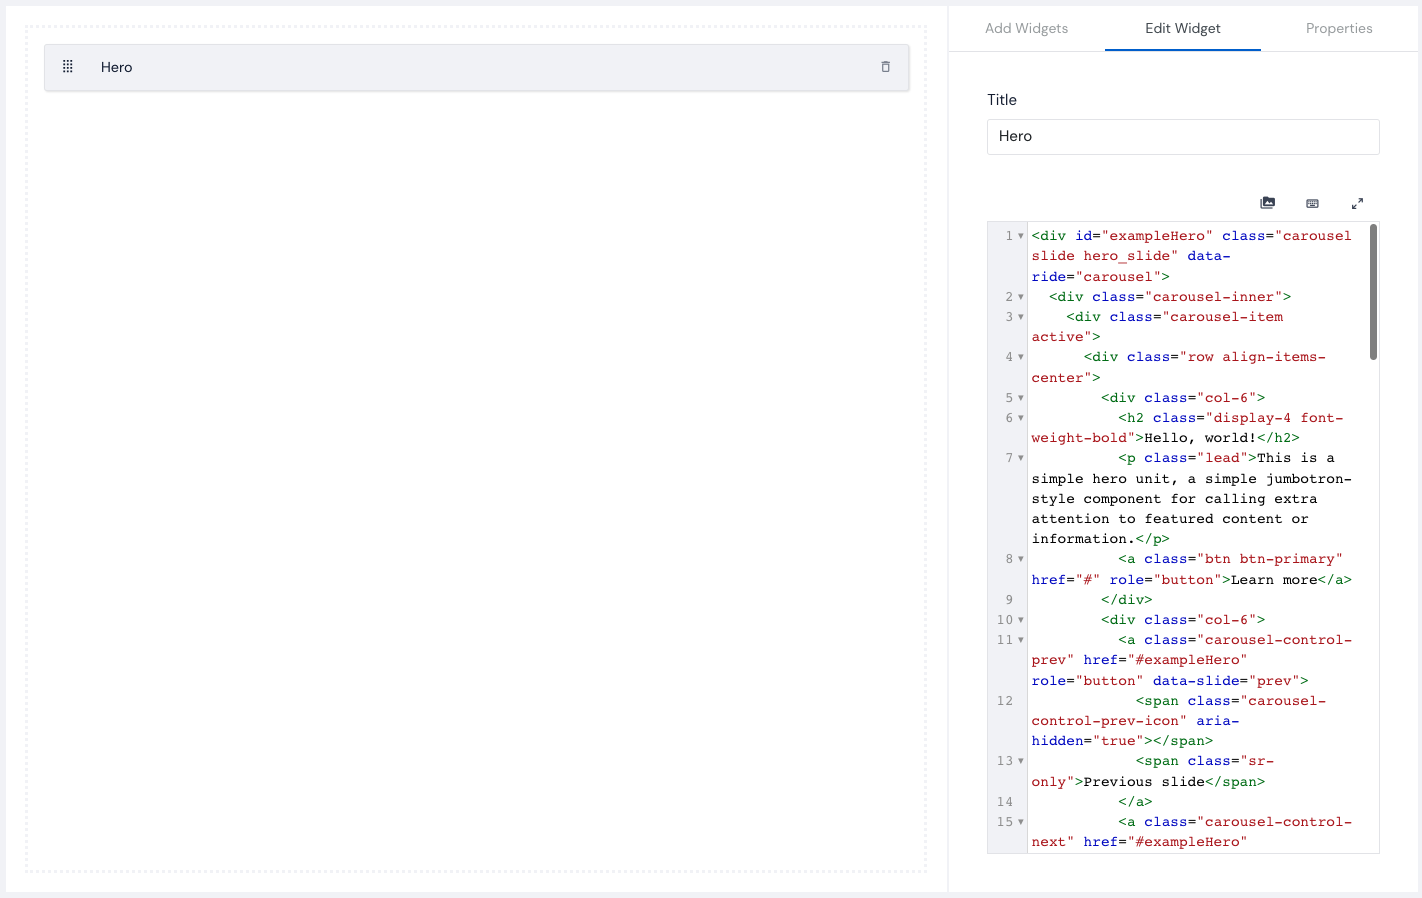 Hero
Add Widgets
Edit Widget
Properties
Title
Hero
1 <div id="exampleHero" class="carousel
slide hero_slide" data-
ride="carousel">
2 <div class="carousel-inner">
3 <div class="carousel-item
active">
4 <div class="row align-items-
center">
5 <div class="col-6">
6 <h2 class="display-4 font-
weight-bold">Hello, world!</h2>
7 <p class="lead">This is a
simple hero unit, a simple jumbotron-
style component for calling extra
attention to featured content or
information.</p>
8 <a class="btn btn-primary"
href="#" role="button">Learn more</a>
9 </div>
10 <div class="col-6">
11 <a class="carousel-control-
prev" href="#exampleHero"
role="button" data-slide="prev">
12 <span class="carousel-
control-prev-icon" aria-
hidden="true"></span>
13 <span class="sr-
only">Previous slide</span>
14 </a>
15 <a class="carousel-control-
next" href="#exampleHero"